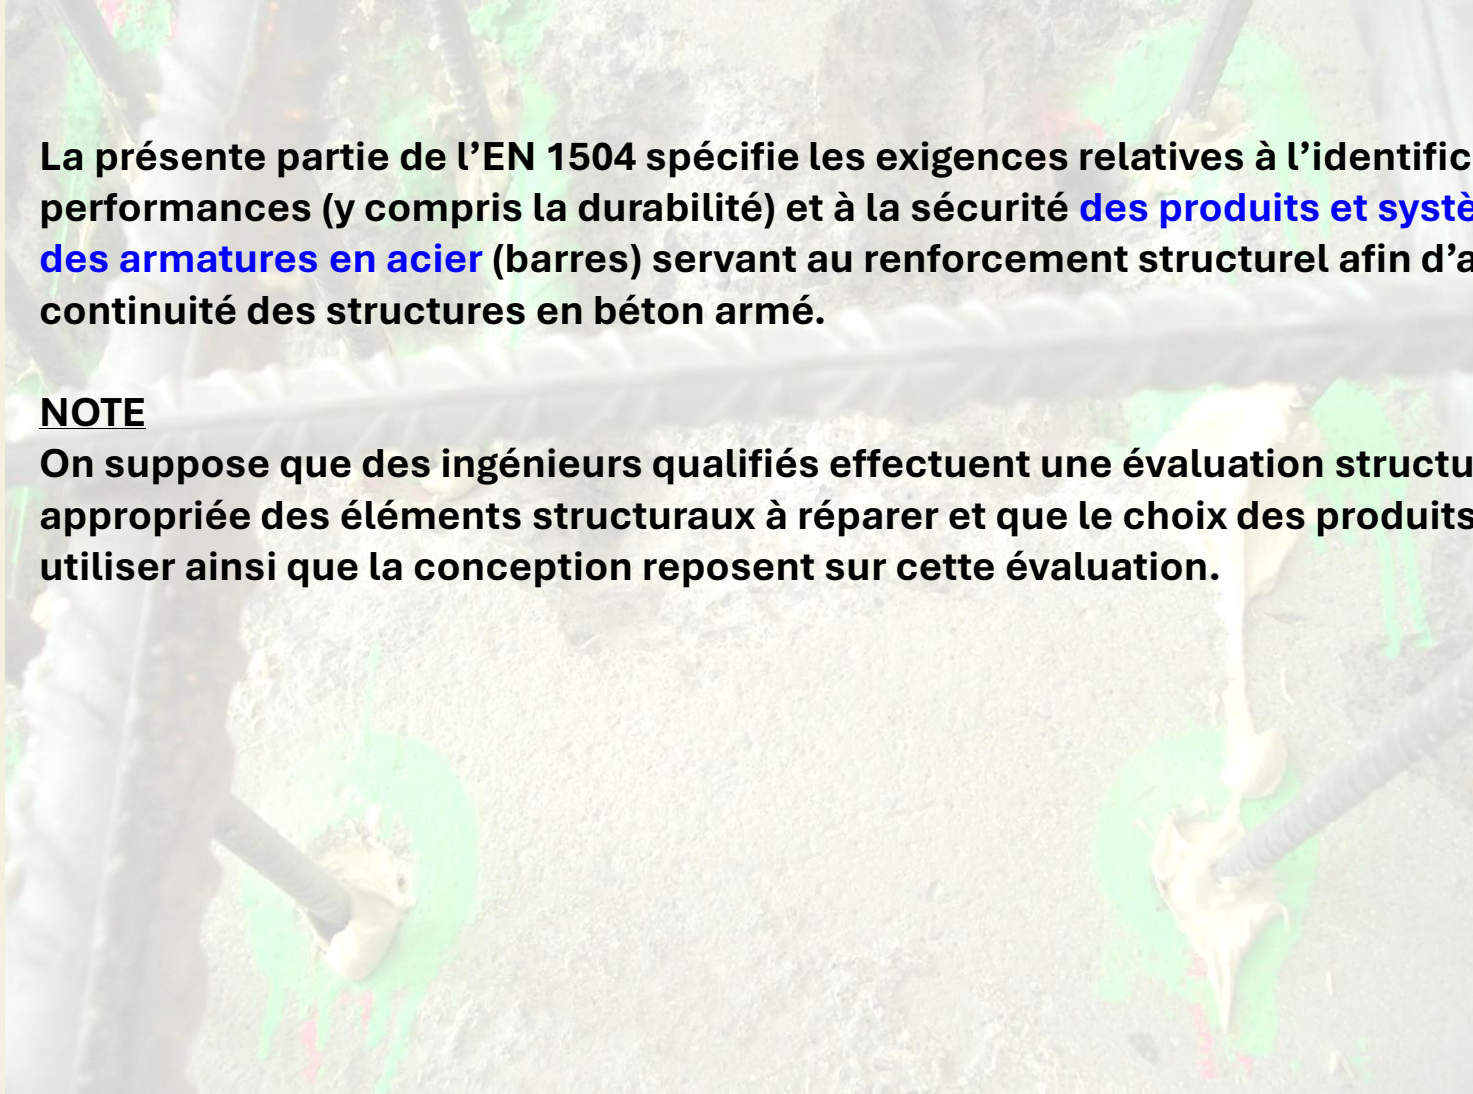 La présente partie de l’EN 1504 spécifie les exigences relatives à l’identific
performances (y compris la durabilité) et à la sécurité des produits et systè
des armatures en acier (barres) servant au renforcement structurel afin d’a
continuité des structures en béton armé.
NOTE
On suppose que des ingénieurs qualifiés effectuent une évaluation structu
appropriée des éléments structuraux à réparer et que le choix des produits
utiliser ainsi que la conception reposent sur cette évaluation.